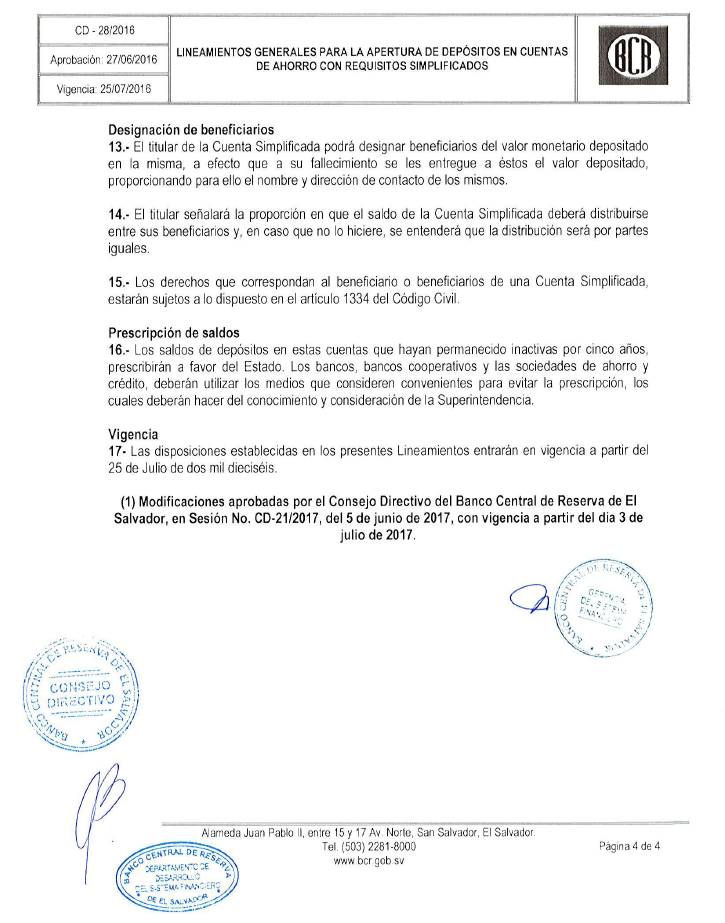 CD - 28/2016
Aprobación: 27/06/2016
Vigencia: 25/07/2016
LINEAMIENTOS GENERALES PARA LA APERTURA DE DEPÓSITOS EN CUENTAS
DE AHORRO CON REQUISITOS SIMPLIFICADOS
BCR
Designación de beneficiarios
13.- El titular de la Cuenta Simplificada podrá designar beneficiarios del valor monetario depositado
en la misma, a efecto que a su fallecimiento se les entregue a éstos el valor depositado,
proporcionando para ello el nombre y dirección de contacto de los mismos.
14.- El titular señalará la proporción en que el saldo de la Cuenta Simplificada deberá distribuirse
entre sus beneficiarios y, en caso que no lo hiciere, se entenderá que la distribución será por partes
iguales.
15.- Los derechos que correspondan al beneficiario o beneficiarios de una Cuenta Simplificada,
estarán sujetos a lo dispuesto en el artículo 1334 del Código Civil.
Prescripción de saldos
16.- Los saldos de depósitos en estas cuentas que hayan permanecido inactivas por cinco años,
prescribirán a favor del Estado. Los bancos, bancos cooperativos y las sociedades de ahorro y
crédito, deberán utilizar los medios que consideren convenientes para evitar la prescripción, los
cuales deberán hacer del conocimiento y consideración de la Superintendencia.
Vigencia
17- Las disposiciones establecidas en los presentes Lineamientos entrarán en vigencia a partir del
25 de Julio de dos mil dieciséis.
(1) Modificaciones aprobadas por el Consejo Directivo del Banco Central de Reserva de El
Salvador, en Sesión No. CD-21/2017, del 5 de junio de 2017, con vigencia a partir del día 3 de
julio de 2017.
BANCO CENTRAL DE RESERVA DE EL SALVADOR
GERENCIA
DEL SISTEMA
FINANCIERO
BANCO CENTRAL DE RESERVA DE EL SALVADOR
CONSEJO
DIRECTIVO
Alameda Juan Pablo II, entre 15 y 17 Av. Norte, San Salvador, El Salvador.
Tel. (503) 2281-8000
www.bcr.gob.sv
Página 4 de 4
BANCO CENTRAL DE RESERVA
DEPARTAMENTO DE
DESARROLLO
DEL SISTEMA FINANCIERO
DE EL SALVADOR